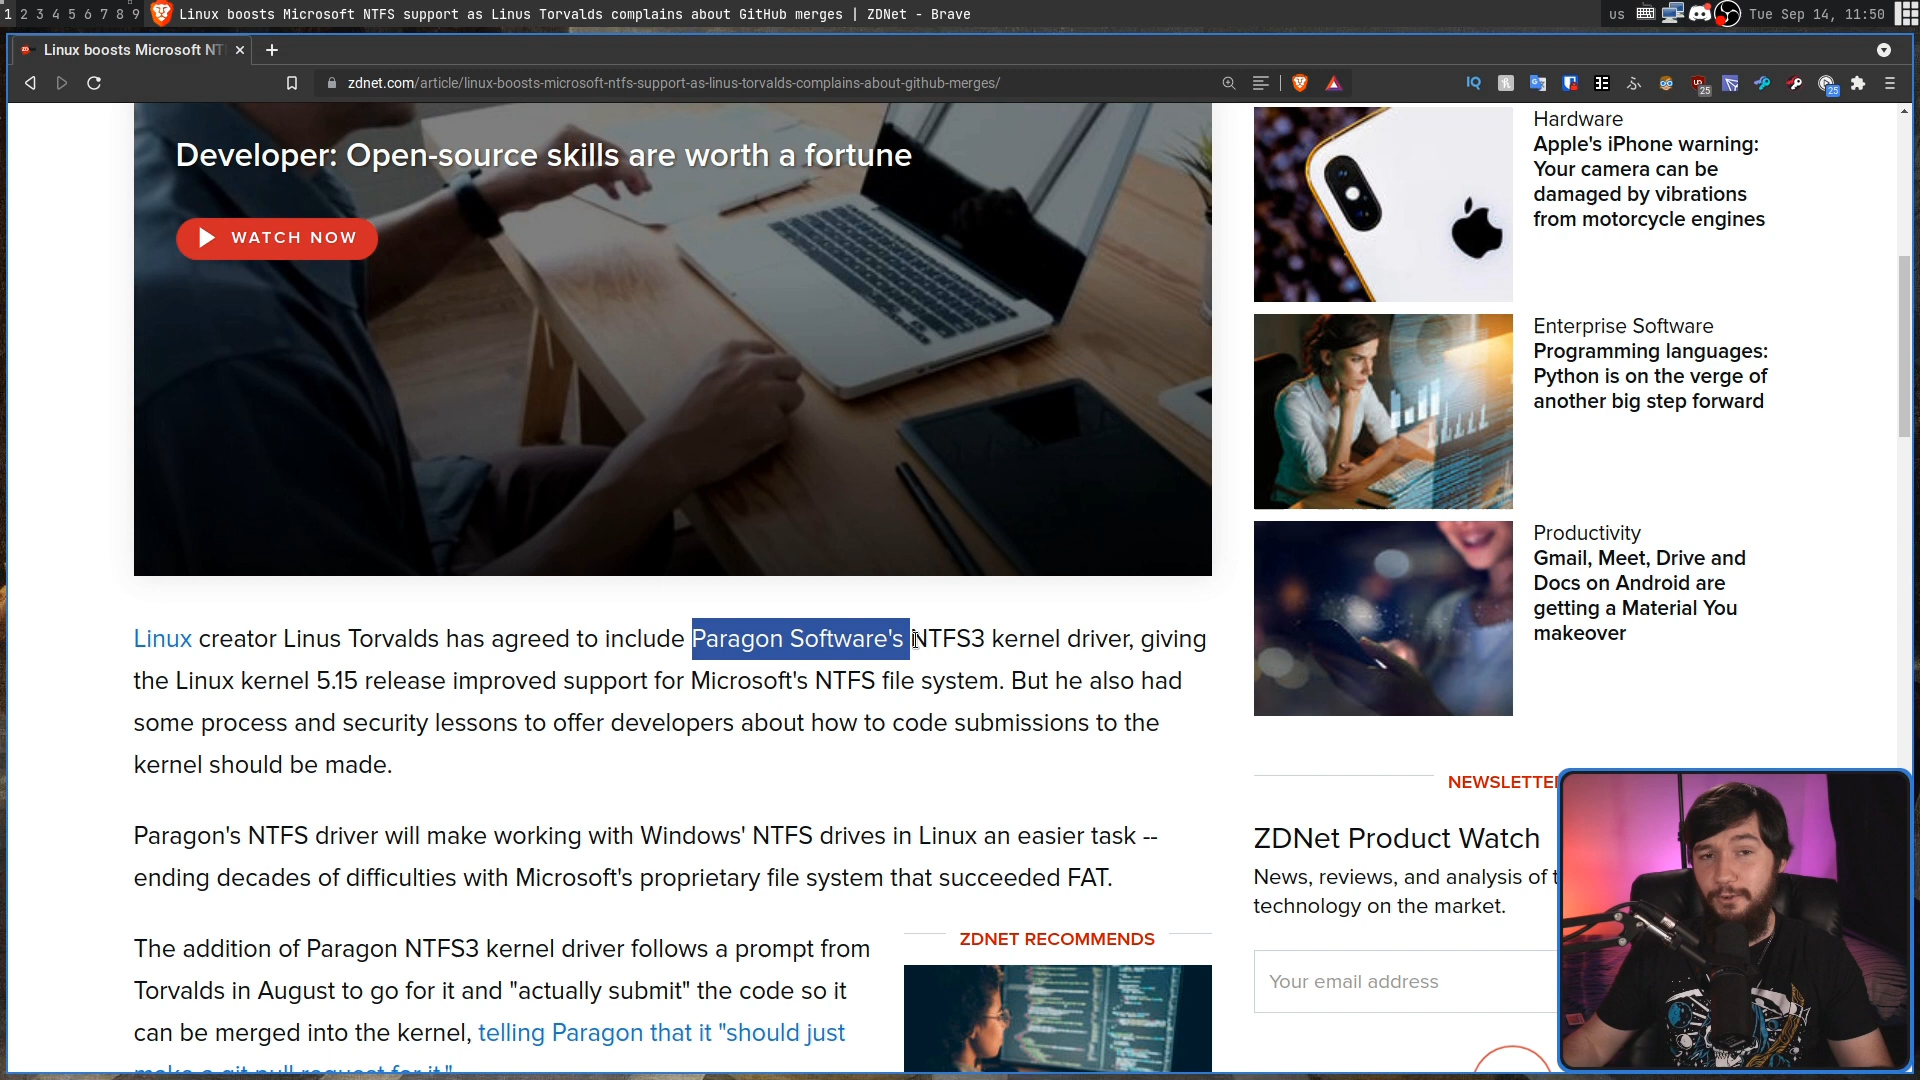 1 2 3 4 5 6 7 8 9 Linux boosts Microsoft NTFS support as Linus Torvalds complains about GitHub merges | ZDNet - Brave
us Tue Sep 14, 11:50
Linux boosts Microsoft NT
zdnet.com/article/linux-boosts-microsoft-ntfs-support-as-linus-torvalds-complains-about-github-merges/
IQ
25
25
Developer: Open-source skills are worth a fortune
WATCH NOW
Hardware
Apple's iPhone warning:
Your camera can be
damaged by vibrations
from motorcycle engines
Enterprise Software
Programming languages:
Python is on the verge of
another big step forward
Productivity
Gmail, Meet, Drive and
Docs on Android are
getting a Material You
makeover
Linux creator Linus Torvalds has agreed to include Paragon Software's NTFS3 kernel driver, giving
the Linux kernel 5.15 release improved support for Microsoft's NTFS file system. But he also had
some process and security lessons to offer developers about how to code submissions to the
kernel should be made.
Paragon's NTFS driver will make working with Windows' NTFS drives in Linux an easier task --
ending decades of difficulties with Microsoft's proprietary file system that succeeded FAT.
The addition of Paragon NTFS3 kernel driver follows a prompt from
Torvalds in August to go for it and "actually submit" the code so it
can be merged into the kernel, telling Paragon that it "should just
make a git pull request for it."
ZDNET RECOMMENDS
NEWSLETTE
ZDNet Product Watch
News, reviews, and analysis of t
technology on the market.
Your email address